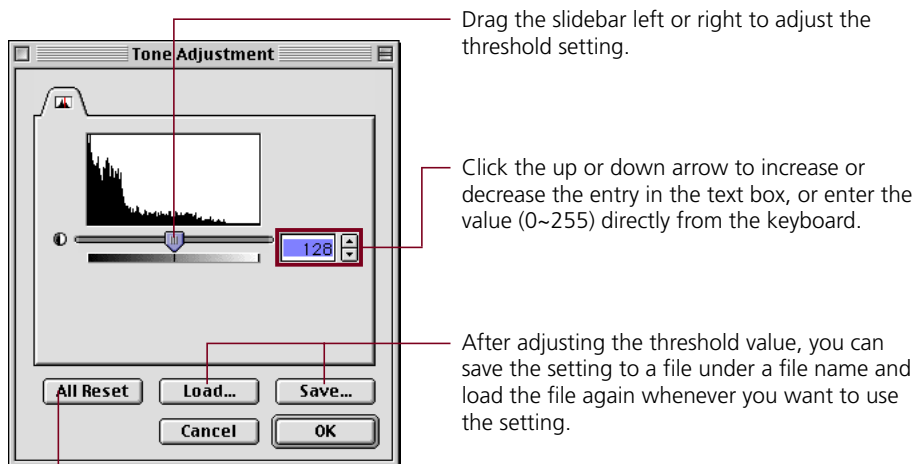 Drag the slidebar left or right to adjust the
threshold setting.
Tone Adjustment
Click the up or down arrow to increase or
decrease the entry in the text box, or enter the
value (0~255) directly from the keyboard.
128
After adjusting the threshold value, you can
save the setting to a file under a file name and
load the file again whenever you want to use
the setting.
All Reset
Load...
Save...
Cancel
OK